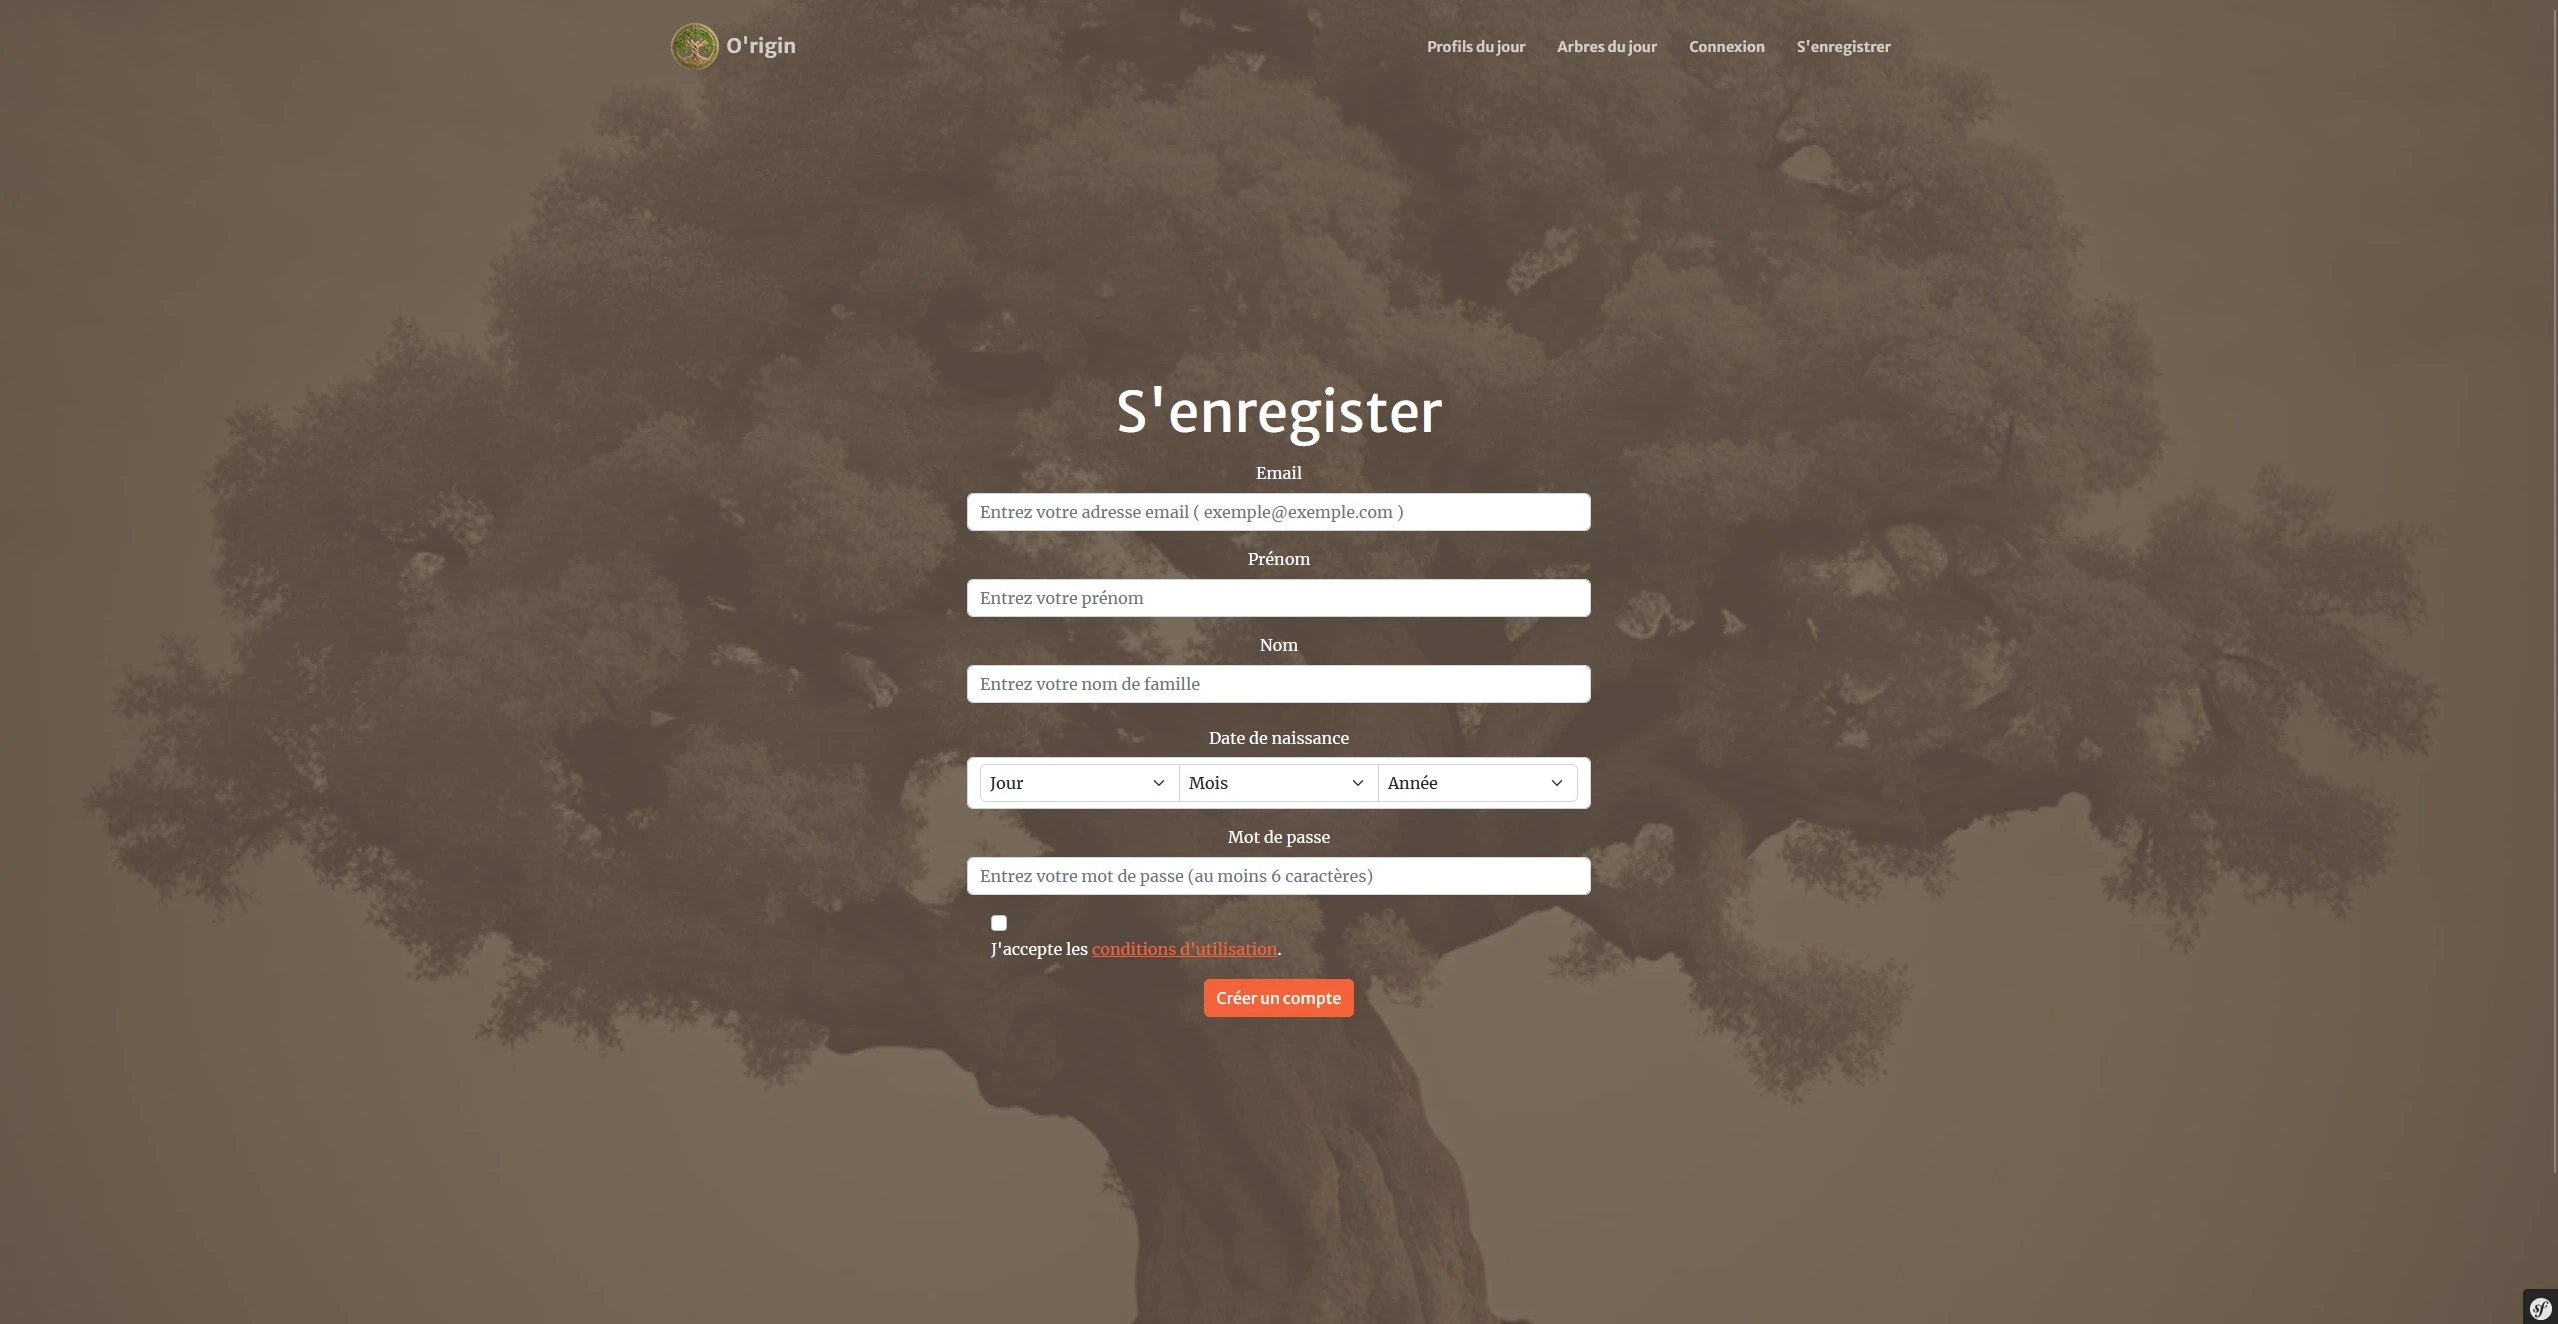 O'rigin
Profils du jour
Arbres du jour
Connexion
S'enregistrer
S'enregister
Email
Entrez votre adresse email ( exemple@exemple.com )
Prénom
Entrez votre prénom
Nom
Entrez votre nom de famille
Date de naissance
Jour Mois Année
Mot de passe
Entrez votre mot de passe (au moins 6 caractères)
J'accepte les conditions d'utilisation.
Créer un compte
sf